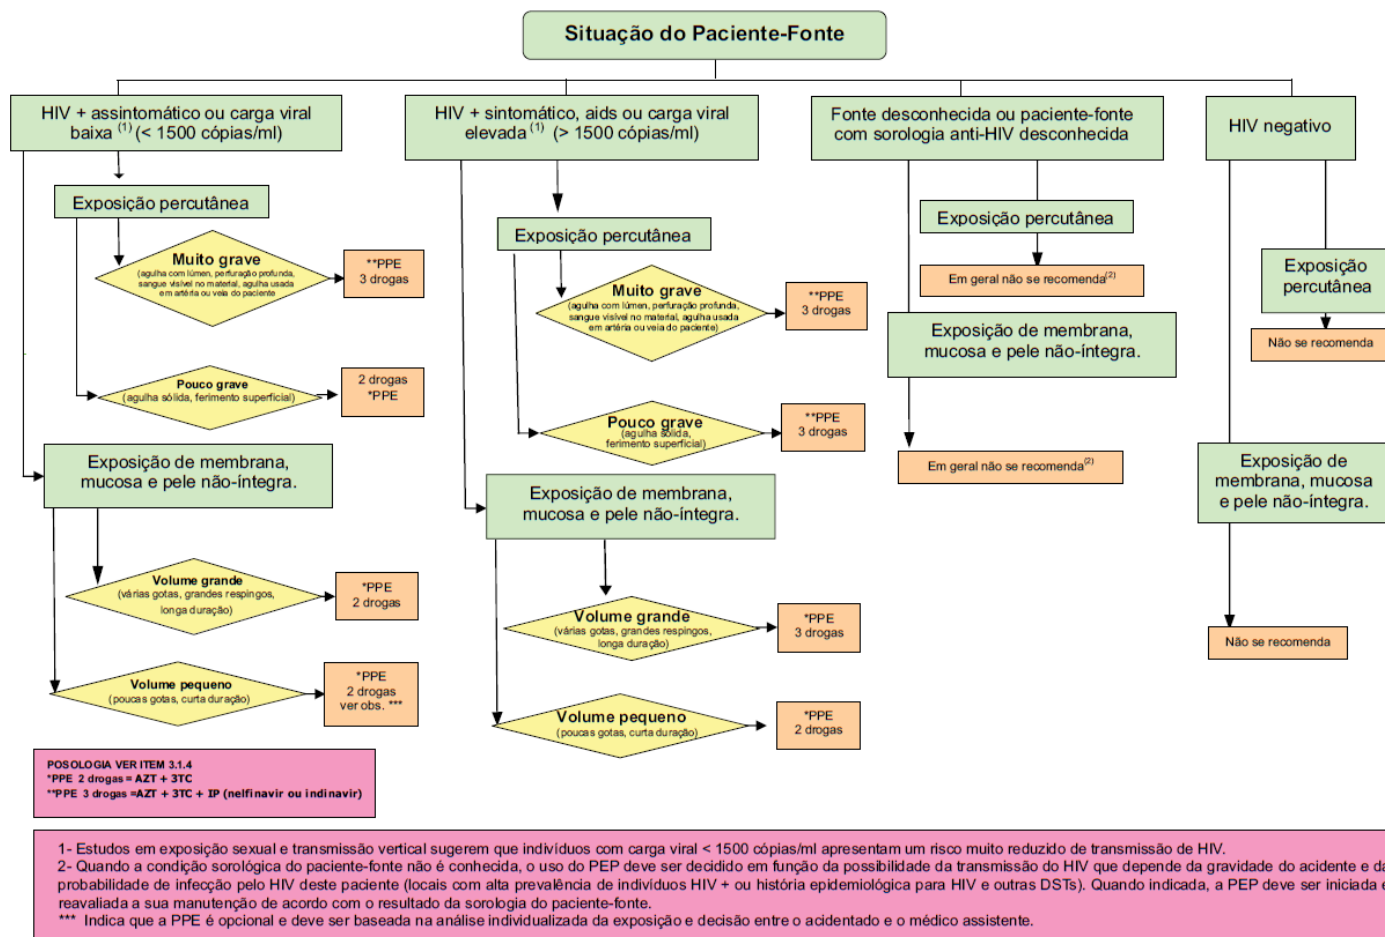 Situação do Paciente-Fonte
HIV + assintomático ou carga viral
baixa (1) (< 1500 cópias/ml)
Exposição percutânea
Muito grave
(agulha com lúmen, perfuração profunda,
sangue visível no material, agulha usada
em artéria ou veia do paciente
**PPE
3 drogas
Pouco grave
(agulha sólida, ferimento superficial)
2 drogas
*PPE
Exposição de membrana,
mucosa e pele não-íntegra.
Volume grande
(várias gotas, grandes respingos,
longa duração)
*PPE
2 drogas
Volume pequeno
(poucas gotas, curta duração)
*PPE
2 drogas
ver obs. ***
HIV + sintomático, aids ou carga viral
elevada (1) (> 1500 cópias/ml)
Exposição percutânea
Muito grave
(agulha com lúmen, perfuração profunda,
sangue visível no material, agulha usada
em artéria ou veia do paciente)
**PPE
3 drogas
Pouco grave
(agulha sólida,
ferimento superficial)
**PPE
3 drogas
Exposição de membrana,
mucosa e pele não-íntegra.
Volume grande
(várias gotas, grandes respingos,
longa duração)
*PPE
3 drogas
Volume pequeno
(poucas gotas, curta duração)
*PPE
2 drogas
Fonte desconhecida ou paciente-fonte
com sorologia anti-HIV desconhecida
Exposição percutânea
Em geral não se recomenda(2)
Exposição de membrana,
mucosa e pele não-íntegra.
Em geral não se recomenda(2)
HIV negativo
Exposição
percutânea
Não se recomenda
Exposição de
membrana, mucosa
e pele não-íntegra.
Não se recomenda
POSOLOGIA VER ITEM 3.1.4
*PPE 2 drogas = AZT + 3TC
**PPE 3 drogas =AZT + 3TC + IP (nelfinavir ou indinavir)
1- Estudos em exposição sexual e transmissão vertical sugerem que indivíduos com carga viral < 1500 cópias/ml apresentam um risco muito reduzido de transmissão de HIV.
2- Quando a condição sorológica do paciente-fonte não é conhecida, o uso do PEP deve ser decidido em função da possibilidade da transmissão do HIV que depende da gravidade do acidente e da
probabilidade de infecção pelo HIV deste paciente (locais com alta prevalência de indivíduos HIV + ou história epidemiológica para HIV e outras DSTs). Quando indicada, a PEP deve ser iniciada e
reavaliada a sua manutenção de acordo com o resultado da sorologia do paciente-fonte.
*** Indica que a PPE é opcional e deve ser baseada na análise individualizada da exposição e decisão entre o acidentado e o médico assistente.